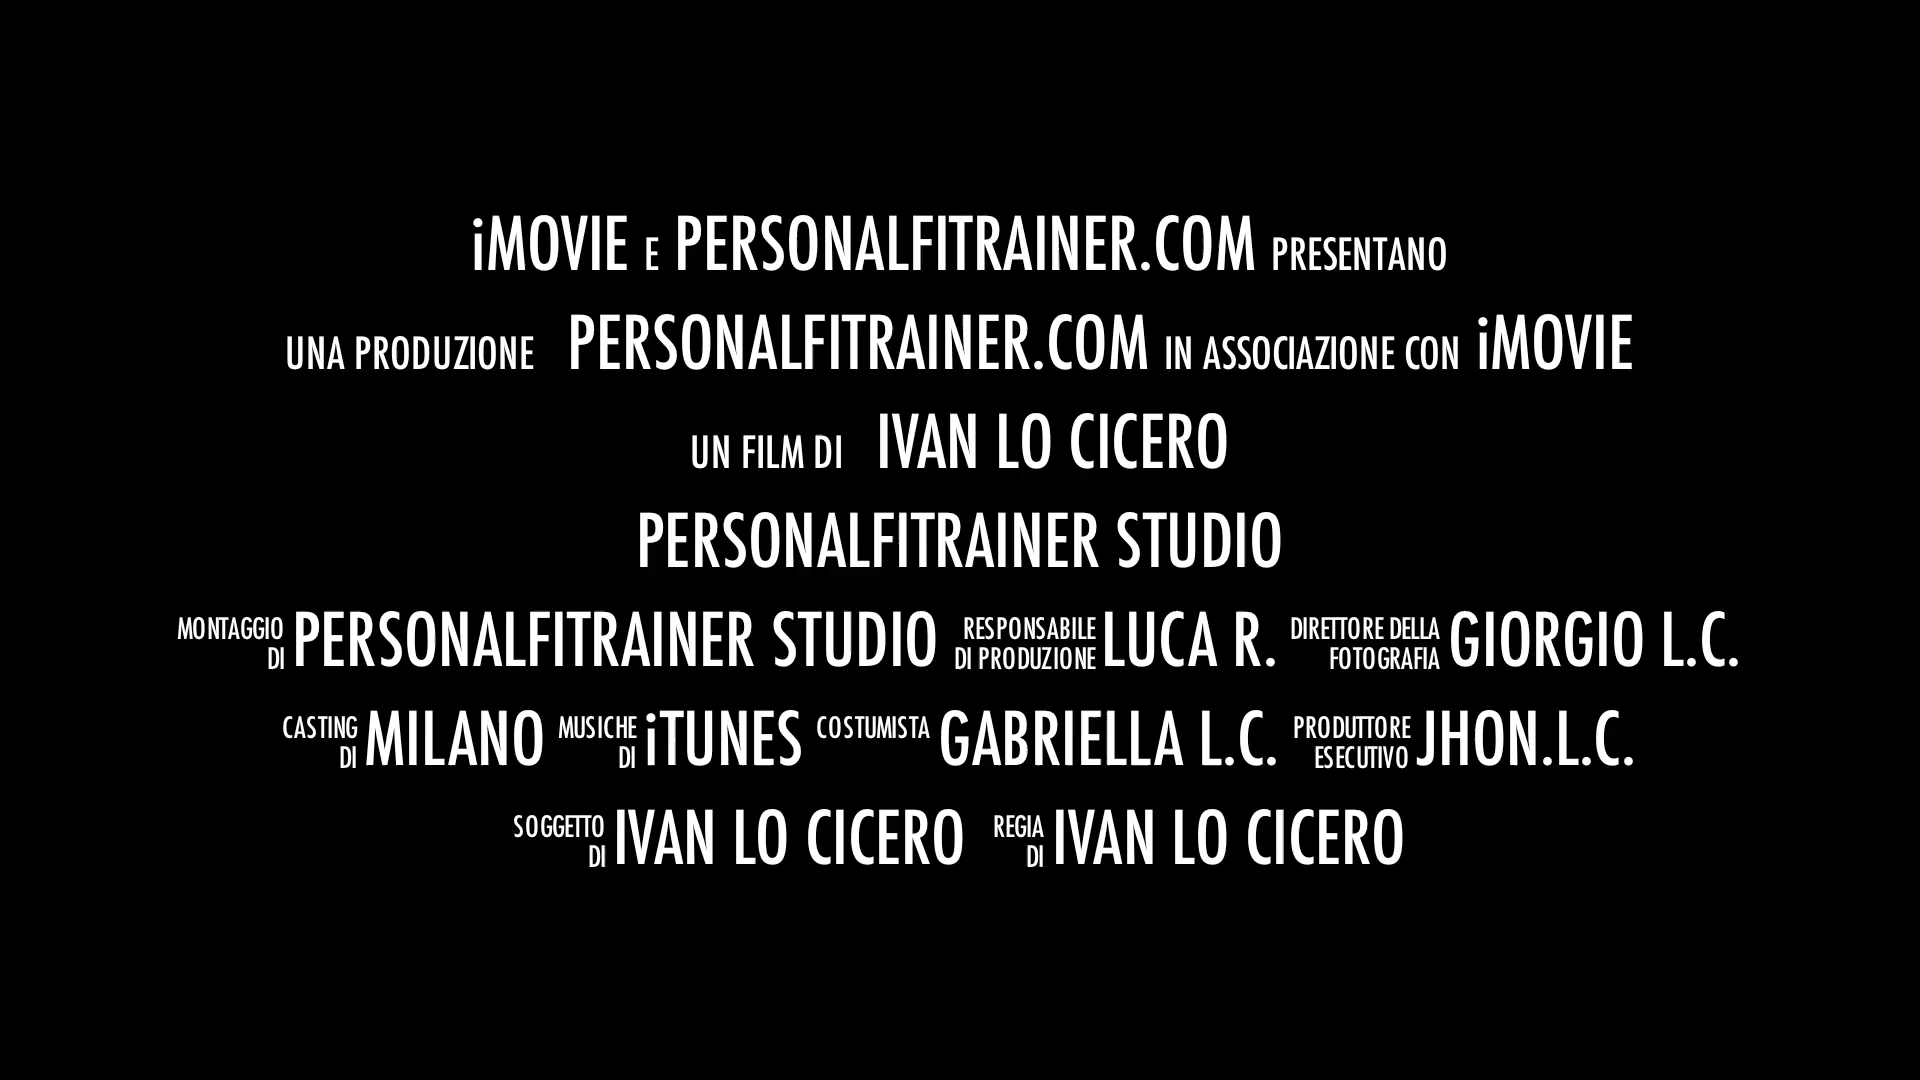 iMOVIE E PERSONALFITRAINER.COM PRESENTANO
UNA PRODUZIONE PERSONALFITRAINER.COM IN ASSOCIAZIONE CON iMOVIE
UN FILM DI IVAN LO CICERO
PERSONALFITRAINER STUDIO
MONTAGGIO DI PERSONALFITRAINER STUDIO RESPONSABILE DI PRODUZIONE LUCA R. DIRETTORE DELLA FOTOGRAFIA GIORGIO L.C.
CASTING DI MILANO MUSICHE DI iTUNES COSTUMISTA GABRIELLA L.C. PRODUTTORE ESECUTIVO JHON.L.C.
SOGGETTO DI IVAN LO CICERO REGIA DI IVAN LO CICERO